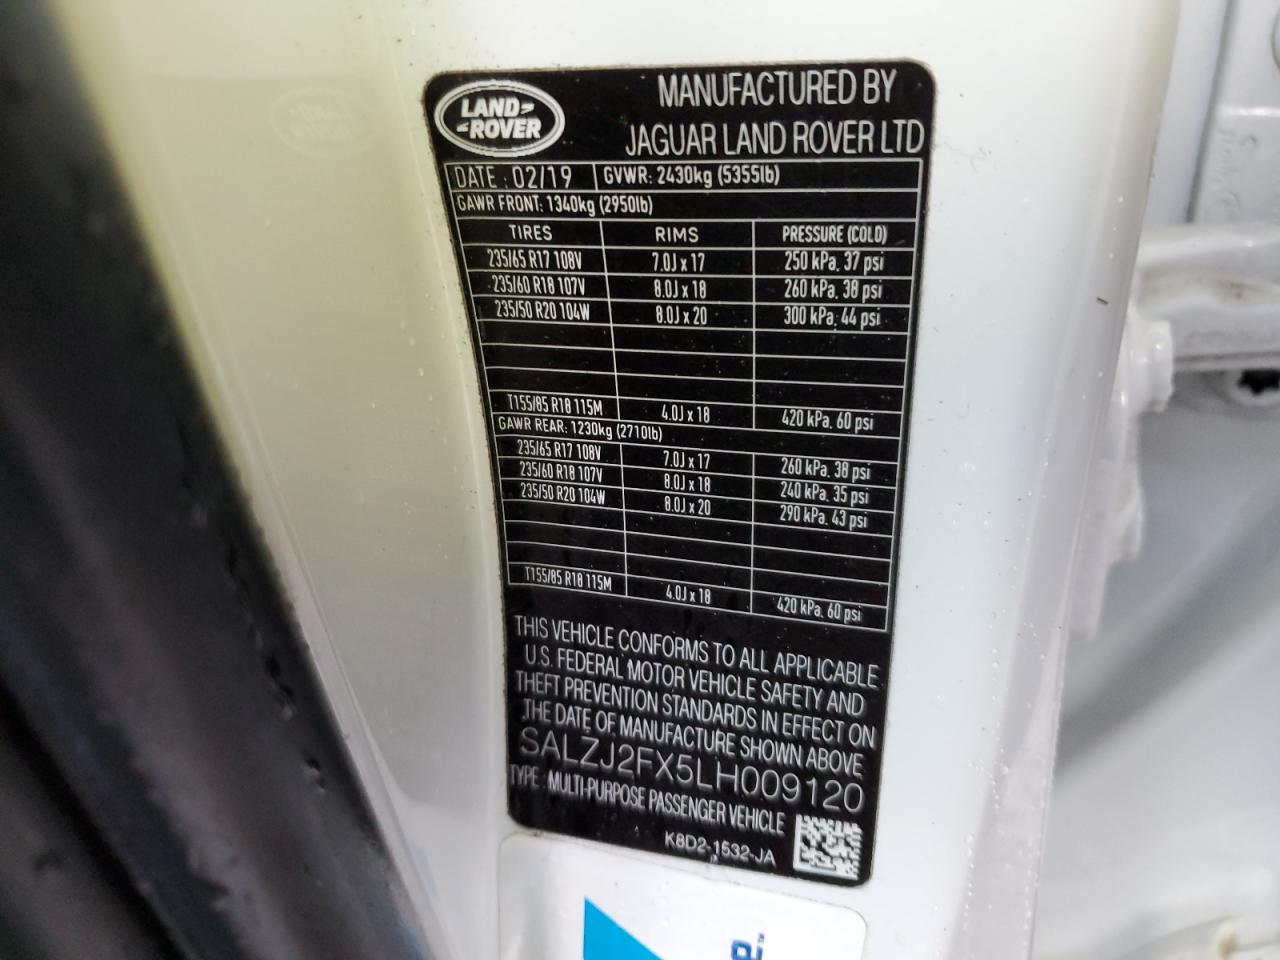 LAND-
-ROVER
MANUFACTURED BY
JAGUAR LAND ROVER LTD
DATE : 02/19 GVWR: 2430kg (5355lb)
GAWR FRONT: 1340kg (2950lb)
TIRES RIMS PRESSURE (COLD)
235/65 R17 108V 7.0J x 17 250 kPa, 37 psi
235/60 R18 107V 8.0J x 18 260 kPa, 38 psi
235/50 R20 104W 8.0J x 20 300 kPa, 44 psi
T155/85 R18 115M 4.0J x 18 420 kPa, 60 psi
GAWR REAR: 1230kg (2710lb)
235/65 R17 108V 7.0J x 17 260 kPa, 38 psi
235/60 R18 107V 8.0J x 18 240 kPa, 35 psi
235/50 R20 104W 8.0J x 20 290 kPa, 43 psi
T155/85 R18 115M 4.0J x 18 420 kPa, 60 psi
THIS VEHICLE CONFORMS TO ALL APPLICABLE
U.S. FEDERAL MOTOR VEHICLE SAFETY AND
THEFT PREVENTION STANDARDS IN EFFECT ON
THE DATE OF MANUFACTURE SHOWN ABOVE
SALZJ2FX5LH009120
TYPE : MULTI-PURPOSE PASSENGER VEHICLE
K8D2-1532-JA